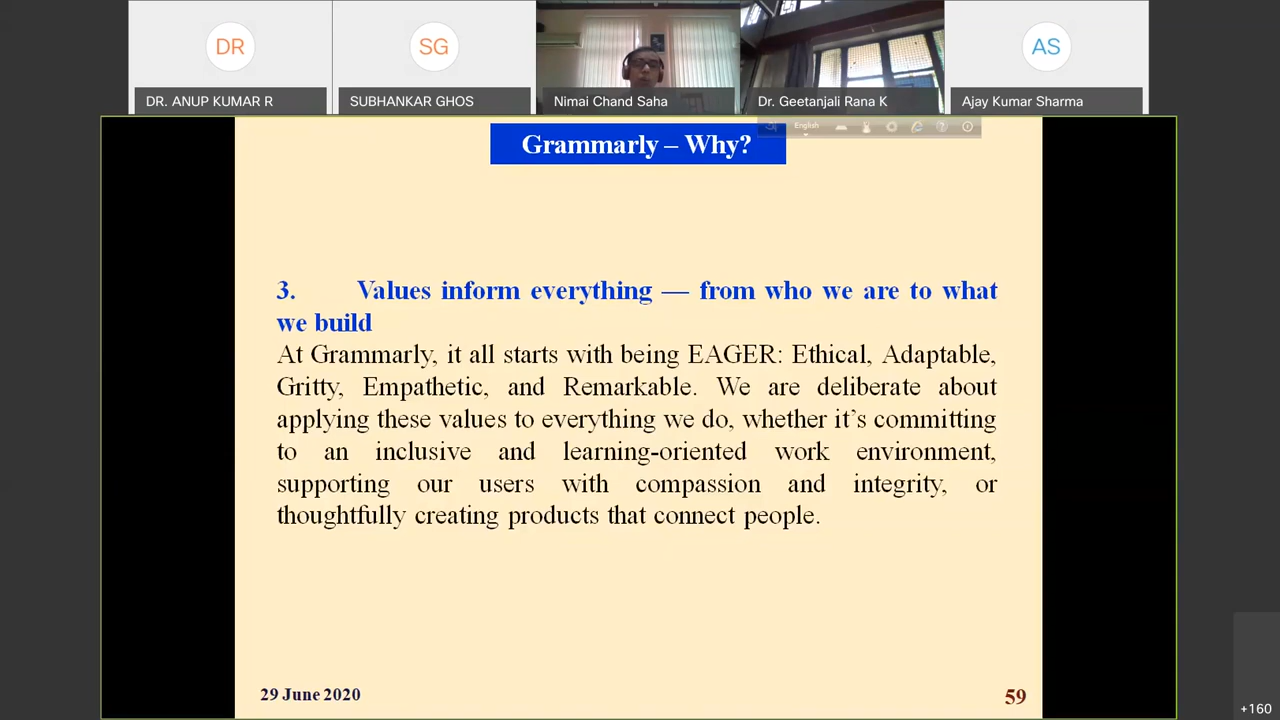 DR
SG
AS
DR. ANUP KUMAR R
SUBHANKAR GHOS
Nimai Chand Saha
Dr. Geetanjali Rana K
Ajay Kumar Sharma
English
Grammarly – Why?
3. Values inform everything — from who we are to what
we build
At Grammarly, it all starts with being EAGER: Ethical, Adaptable,
Gritty, Empathetic, and Remarkable. We are deliberate about
applying these values to everything we do, whether it’s committing
to an inclusive and learning-oriented work environment,
supporting our users with compassion and integrity, or
thoughtfully creating products that connect people.
29 June 2020
59
+160